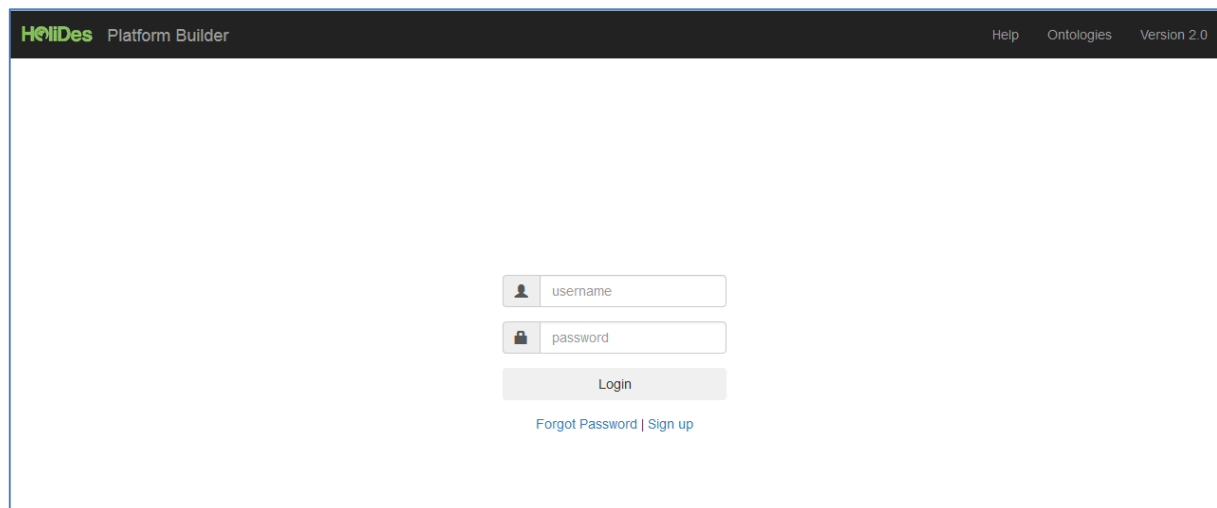 HoliDes Platform Builder Help Ontologies Version 2.0
username
password
Login
Forgot Password | Sign up